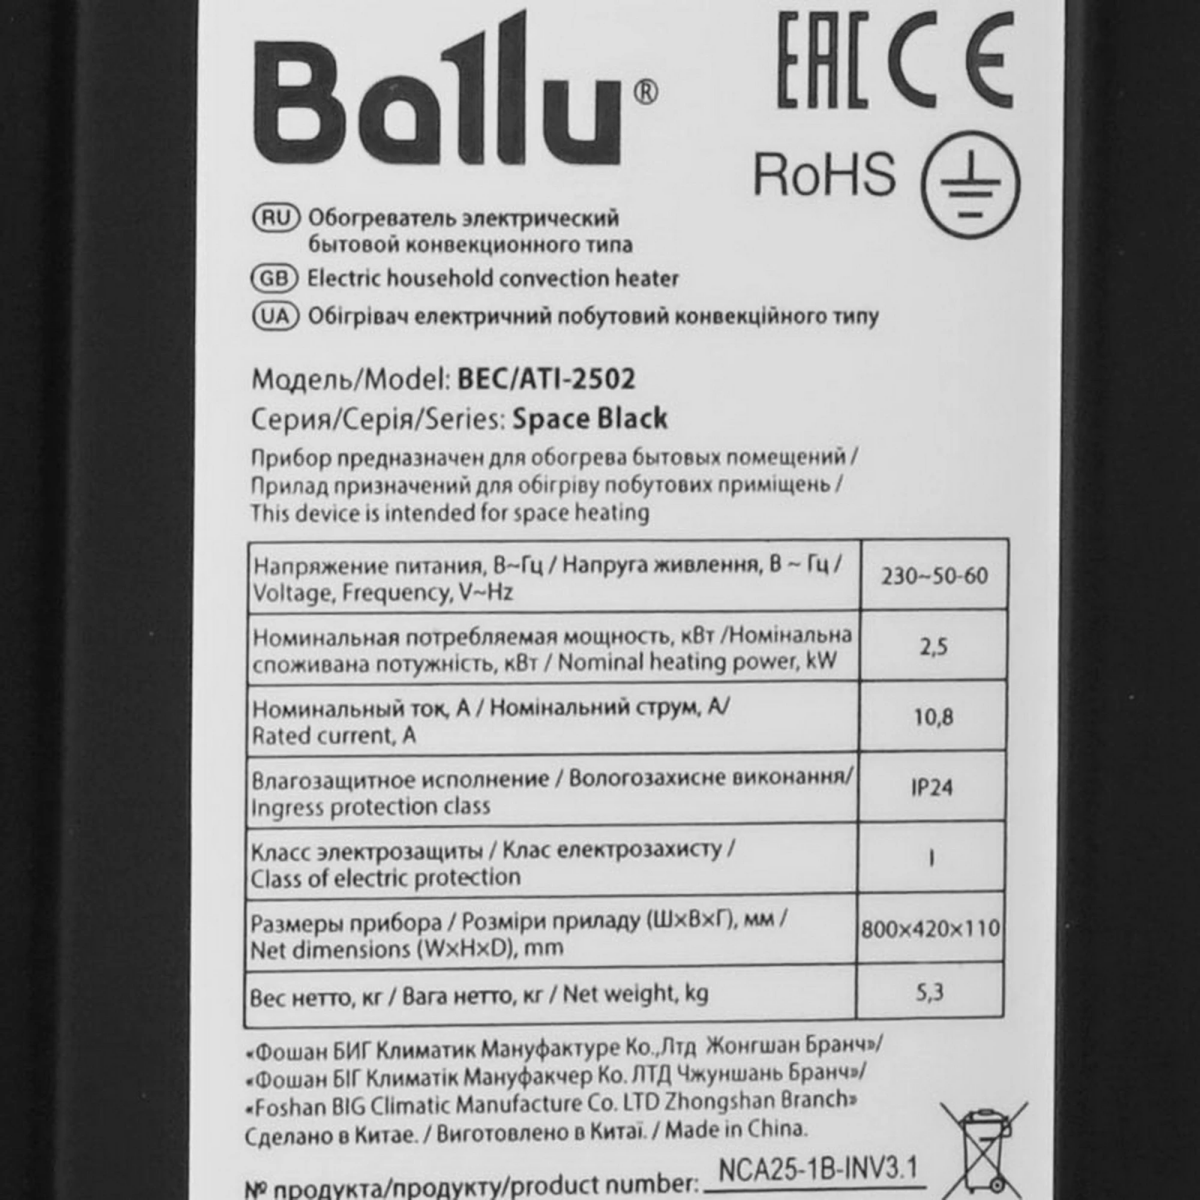 Ballu®
EAC CE
RoHS
RU Обогреватель электрический
бытовой конвекционного типа
GB Electric household convection heater
UA Обігрівач електричний побутовий конвекційного типу
Модель/Model: BEC/ATI-2502
Серия/Серія/Series: Space Black
Прибор предназначен для обогрева бытовых помещений /
Прилад призначений для обігріву побутових приміщень /
This device is intended for space heating
Напряжение питания, В~Гц / Напруга живлення, В ~ Гц /
Voltage, Frequency, V~Hz
230~50-60
Номинальная потребляемая мощность, кВт /Номінальна
споживана потужність, кВт / Nominal heating power, kW
2,5
Номинальный ток, А / Номінальний струм, А/
Rated current, A
10,8
Влагозащитное исполнение / Вологозахисне виконання/
Ingress protection class
IP24
Класс электрозащиты / Клас електрозахисту /
Class of electric protection
I
Размеры прибора / Розміри приладу (Ш×В×Г), мм /
Net dimensions (W×H×D), mm
800×420×110
Вес нетто, кг / Вага нетто, кг / Net weight, kg
5,3
«Фошан БИГ Климатик Мануфактуре Ко.,Лтд Жонгшан Бранч»/
«Фошан БІГ Кліматік Мануфакчер Ко. ЛТД Чжуншань Бранч»/
«Foshan BIG Climatic Manufacture Co. LTD Zhongshan Branch»
Сделано в Китае. / Виготовлено в Китаї. / Made in China.
№ продукта/продукту/product number: NCA25-1B-INV3.1